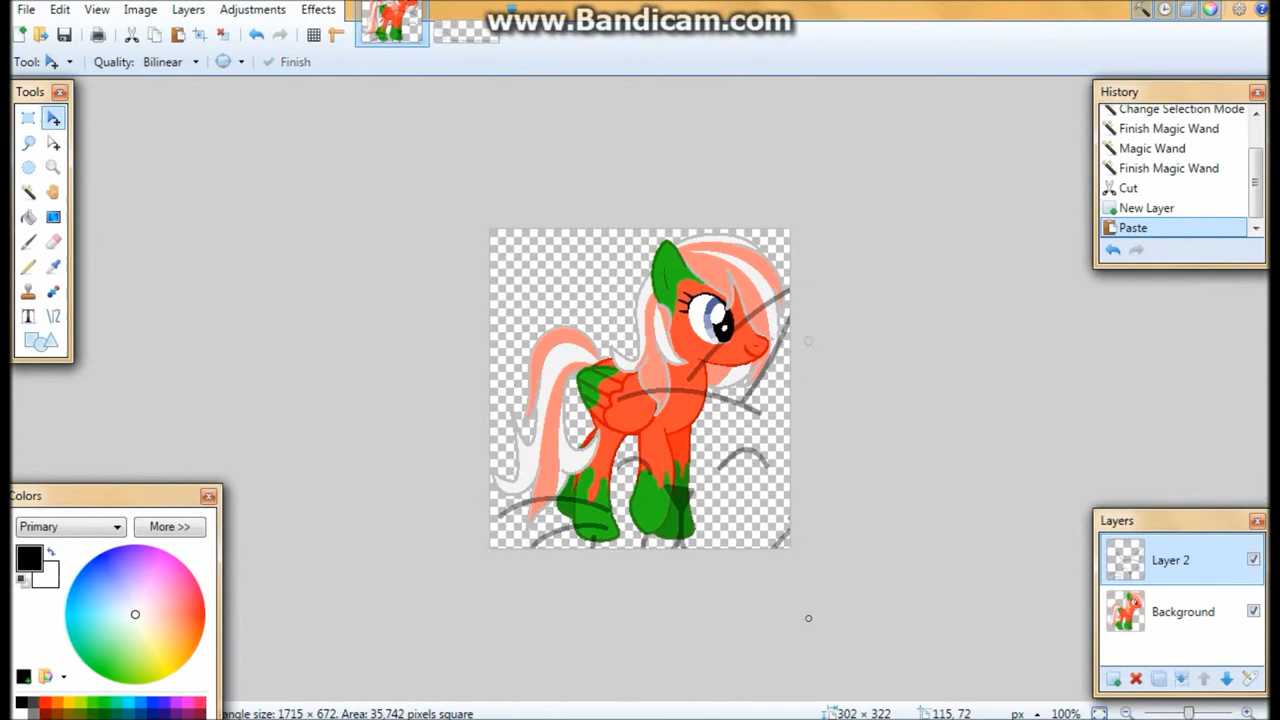 www.Bandicam.com
File Edit View Image Layers Adjustments Effects
Tool: Quality: Bilinear Finish
Tools
History
Change Selection Mode
Finish Magic Wand
Magic Wand
Finish Magic Wand
Cut
New Layer
Paste
Colors
Primary More >>
Layers
Layer 2
Background
angle size: 1715 × 672. Area: 35,742 pixels square 302 × 322 115, 72 px 100%